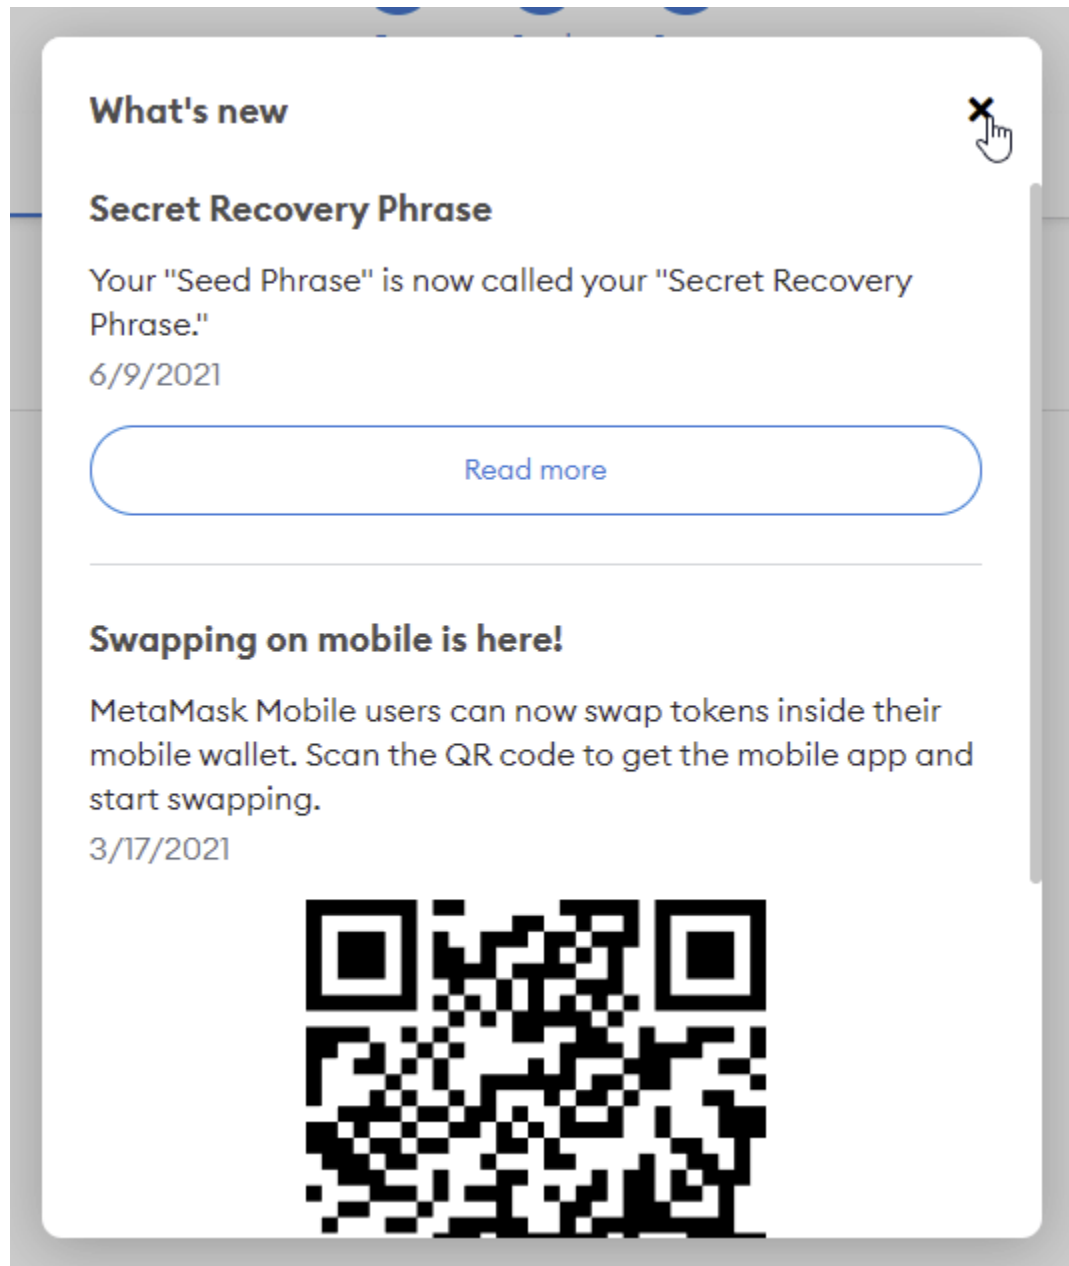 What's new
Secret Recovery Phrase
Your "Seed Phrase" is now called your "Secret Recovery
Phrase."
6/9/2021
Read more
Swapping on mobile is here!
MetaMask Mobile users can now swap tokens inside their
mobile wallet. Scan the QR code to get the mobile app and
start swapping.
3/17/2021